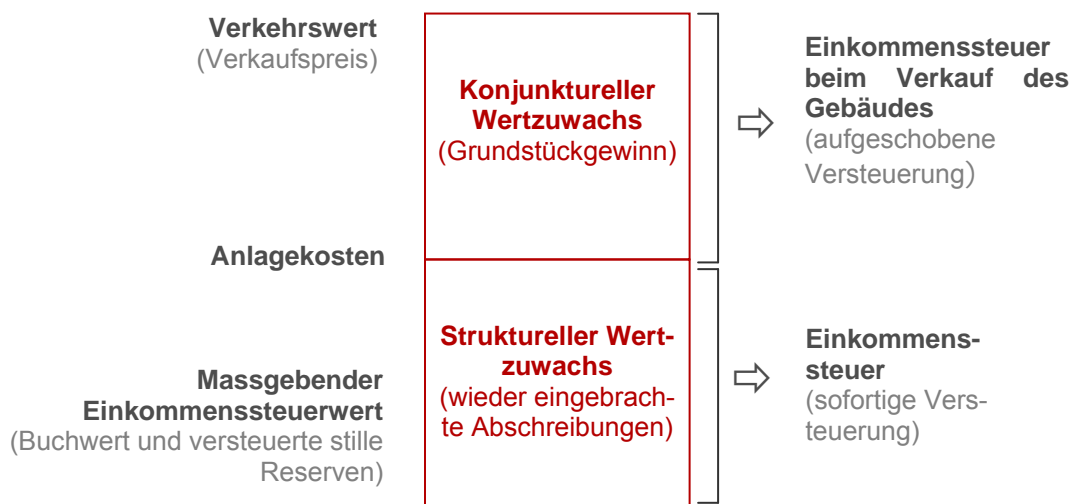 Verkehrswert
(Verkaufspreis)
Konjunktureller
Wertzuwachs
(Grundstückgewinn)
Einkommenssteuer
beim Verkauf des
Gebäudes
(aufgeschobene
Versteuerung)
Anlagekosten
Struktureller Wert-
zuwachs
(wieder eingebrach-
te Abschreibungen)
Einkommens-
steuer
(sofortige Vers-
teuerung)
Massgebender
Einkommenssteuerwert
(Buchwert und versteuerte stille
Reserven)